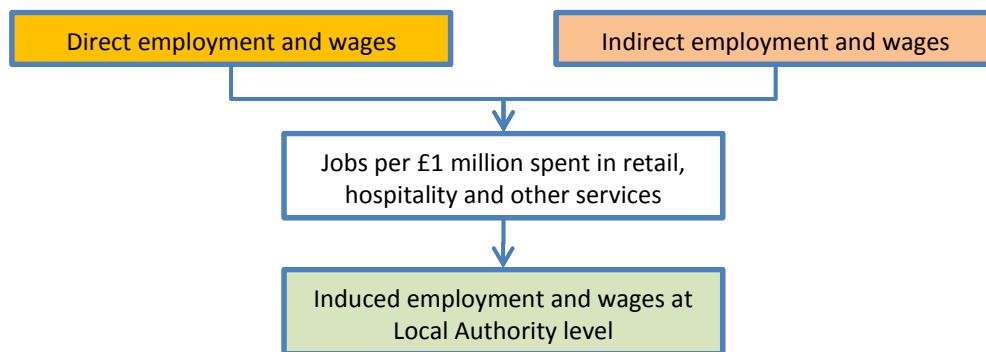 Direct employment and wages
Indirect employment and wages
Jobs per £1 million spent in retail,
hospitality and other services
Induced employment and wages at
Local Authority level